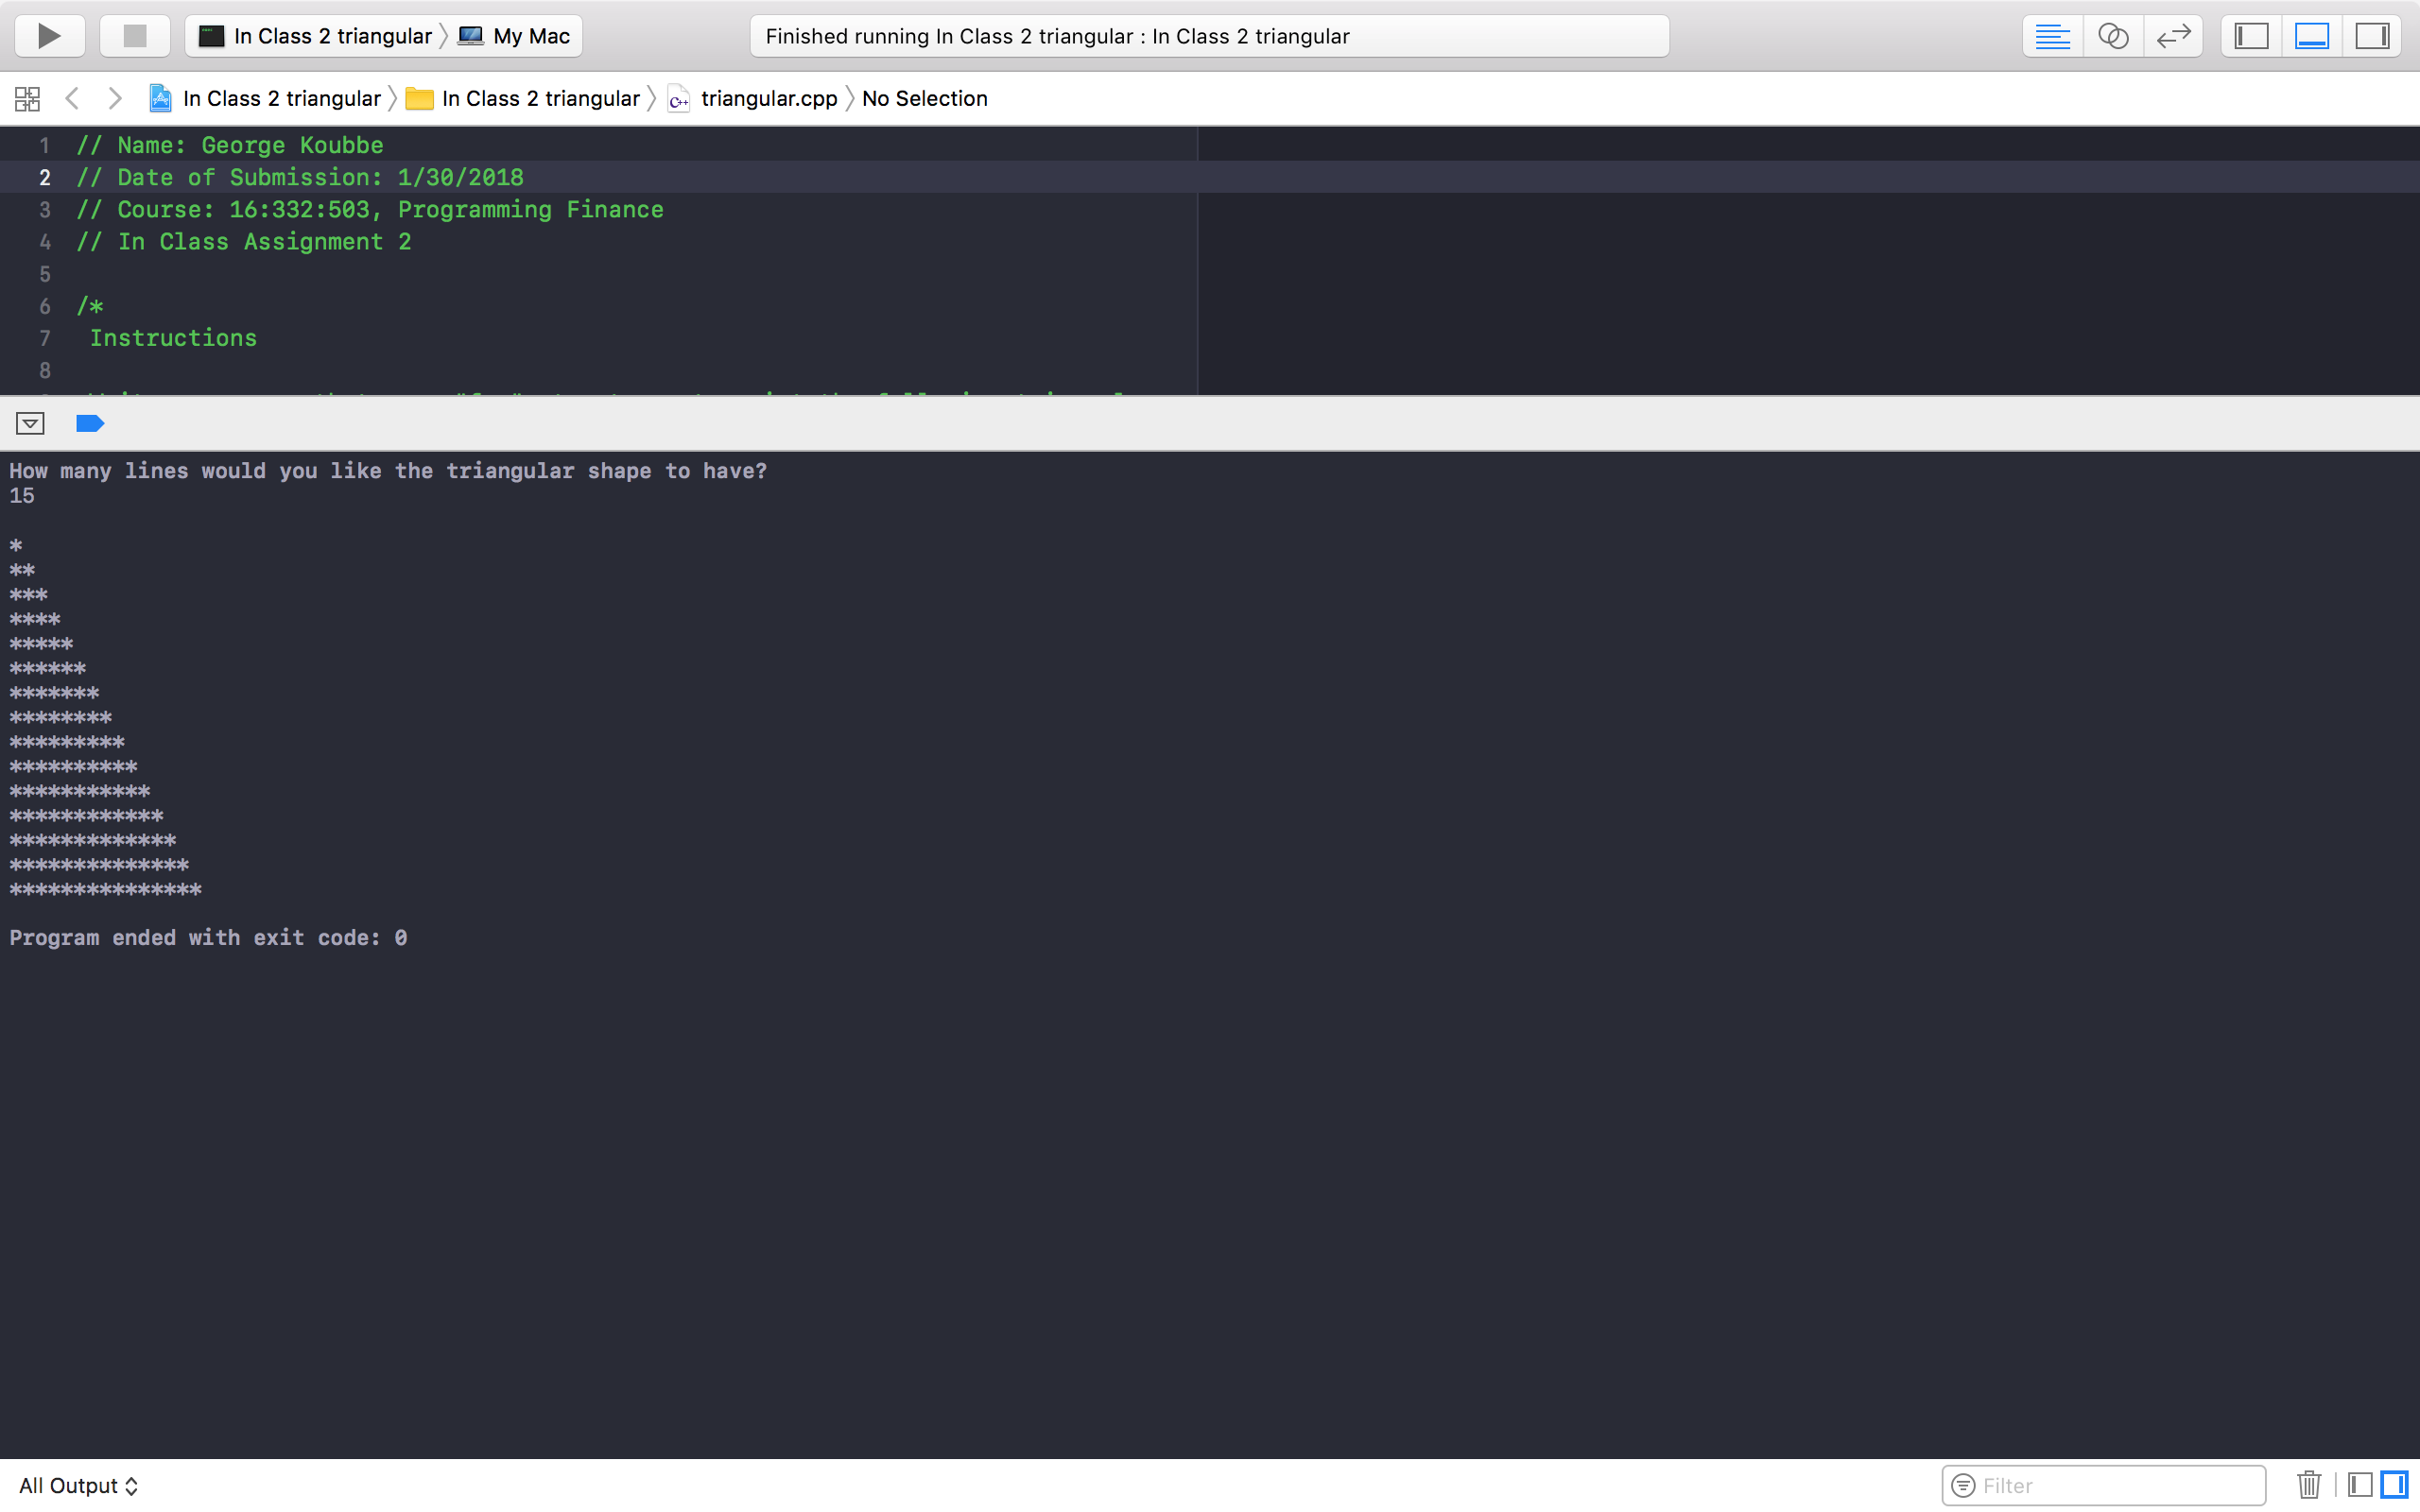 In Class 2 triangular My Mac Finished running In Class 2 triangular : In Class 2 triangular
In Class 2 triangular In Class 2 triangular C++ triangular.cpp No Selection
1 // Name: George Koubbe
2 // Date of Submission: 1/30/2018
3 // Course: 16:332:503, Programming Finance
4 // In Class Assignment 2
5
6 /*
7 Instructions
8
How many lines would you like the triangular shape to have?
15
*
**
***
****
*****
******
*******
********
*********
**********
***********
************
*************
**************
***************
Program ended with exit code: 0
All Output Filter